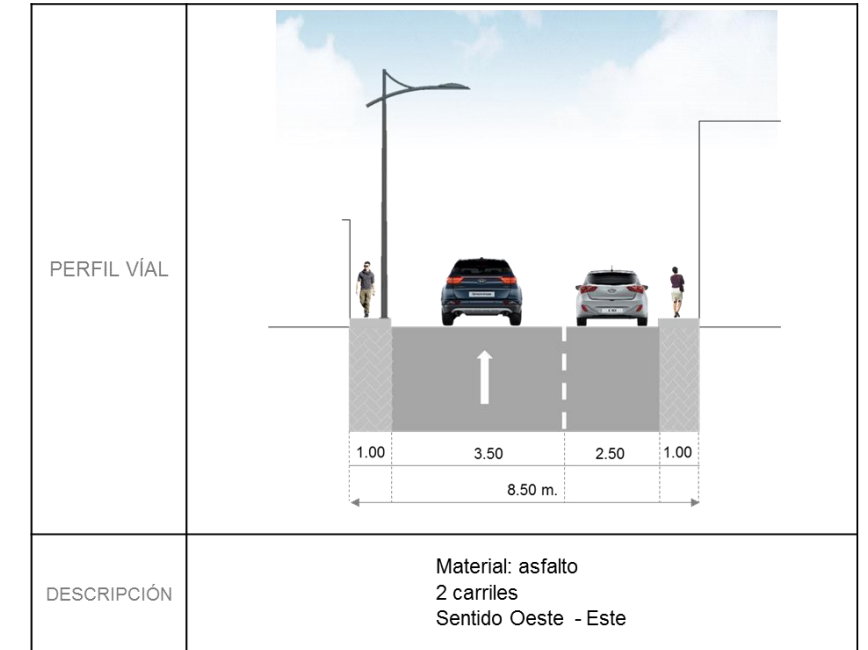 PERFIL VÍAL
1.00 3.50 2.50 1.00
8.50 m.
DESCRIPCIÓN
Material: asfalto
2 carriles
Sentido Oeste - Este